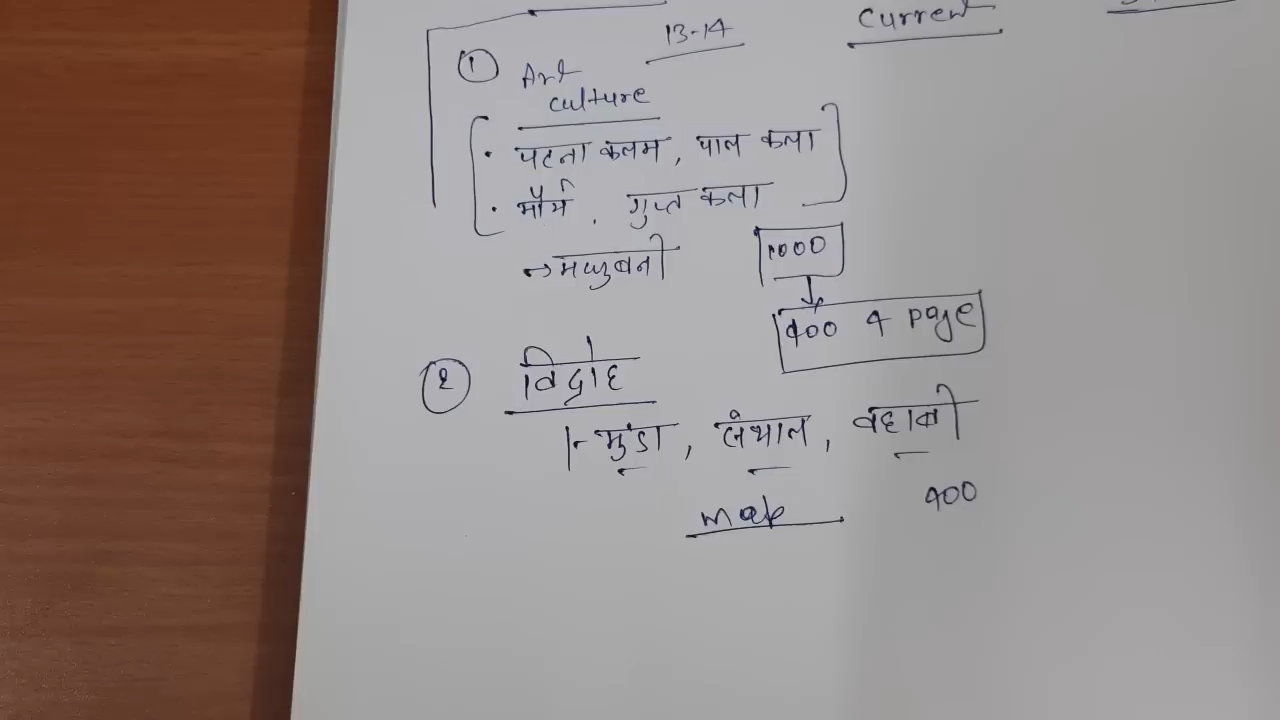 13-14 Current
① Art
culture
• पटना कलम, पाल कला
• मौर्य, गुप्त कला
→ मधुबनी
1000
400 4 page
② विद्रोह
मुंडा, संथाल, वहाबी
400